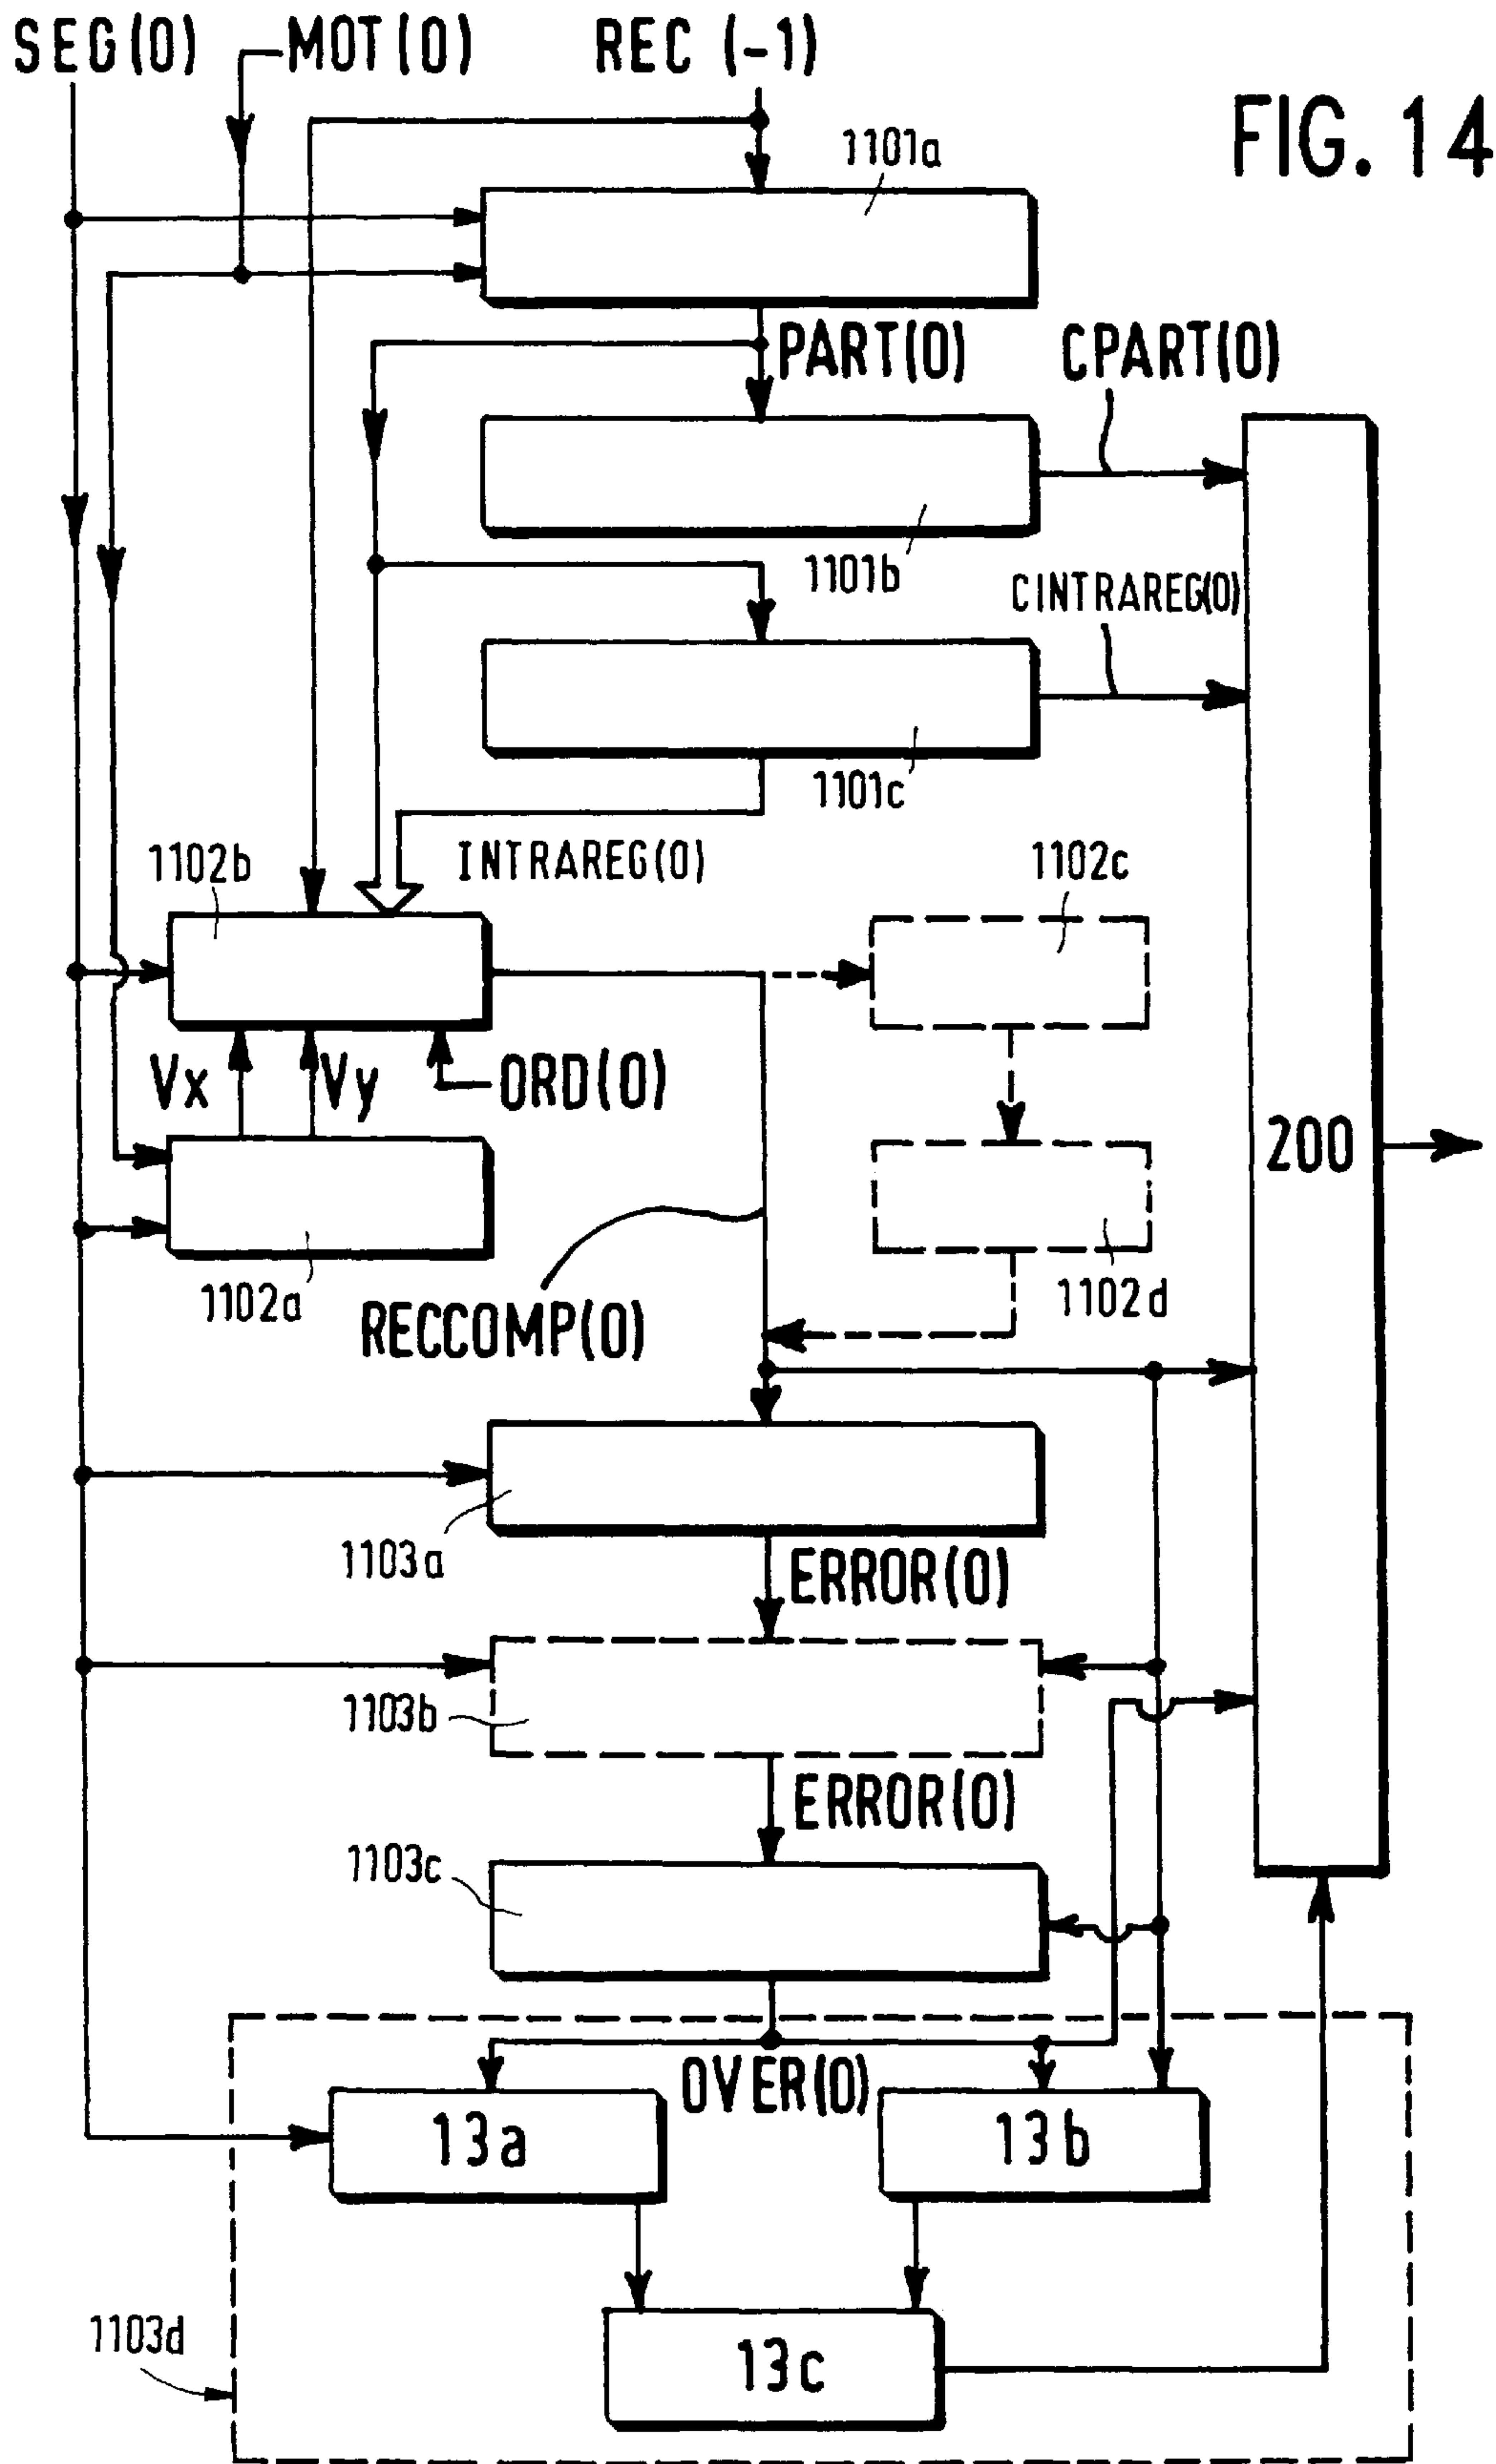 SEG(0)
MOT(0)
REC (-1)
FIG. 14
1101a
PART(0)
CPART(0)
1101b
CINTRAREG(0)
1101c
INTRAREG(0)
1102b
1102c
Vx
Vy
ORD(0)
200
1102a
1102d
RECCOMP(0)
1103a
ERROR(0)
1103b
ERROR(0)
1103c
OVER(0)
13a
13b
1103d
13c